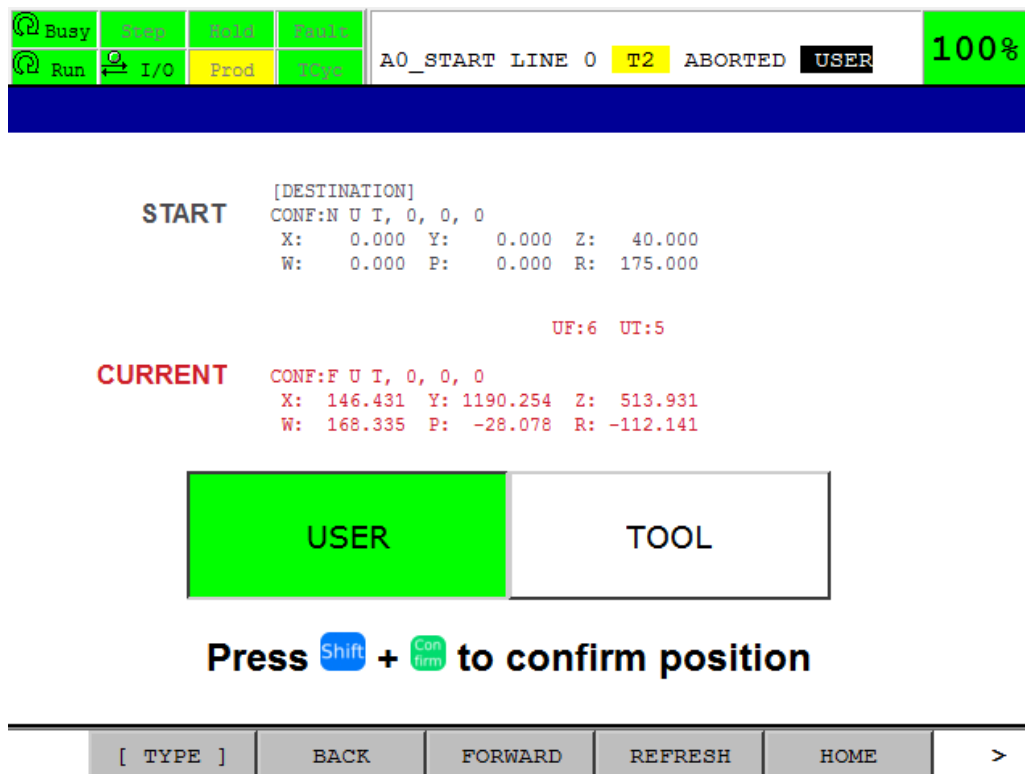 Busy Step Hold Fault
Run I/O Prod TCyc
A0_START LINE 0 T2 ABORTED USER
100%
[DESTINATION]
START CONF:N U T, 0, 0, 0
X: 0.000 Y: 0.000 Z: 40.000
W: 0.000 P: 0.000 R: 175.000
UF:6 UT:5
CURRENT CONF:F U T, 0, 0, 0
X: 146.431 Y: 1190.254 Z: 513.931
W: 168.335 P: -28.078 R: -112.141
USER TOOL
Press Shift + Confirm to confirm position
[ TYPE ] BACK FORWARD REFRESH HOME >